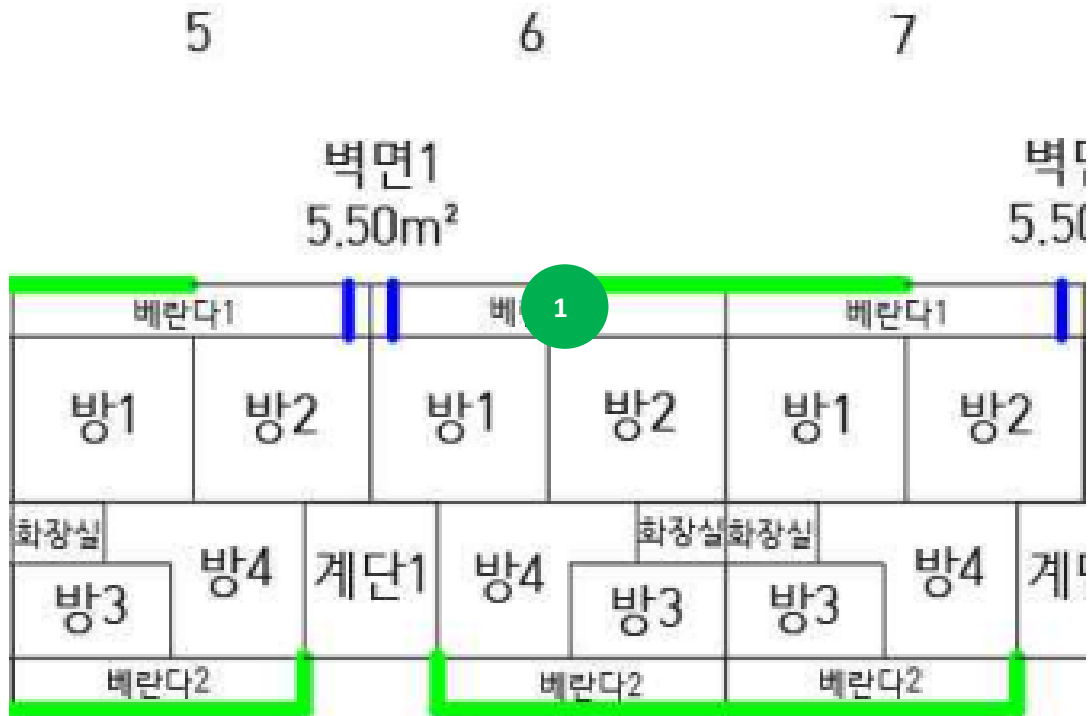 5 6 7
벽면1
5.50m²
베란다1 1 베란다1
방1 방2 방1 방2 방1 방2
화장실 화장실 화장실
방4 계단1 방4 방4
방3 방3 방3
베란다2 베란다2 베란다2